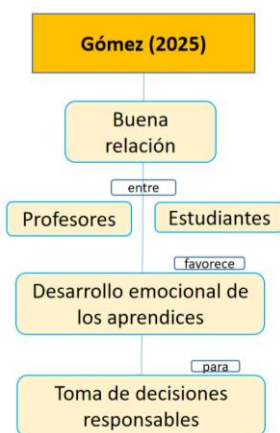 Gómez (2025)
Buena
relación
entre
Profesores
Estudiantes
favorece
Desarrollo emocional de
los aprendices
para
Toma de decisiones
responsables